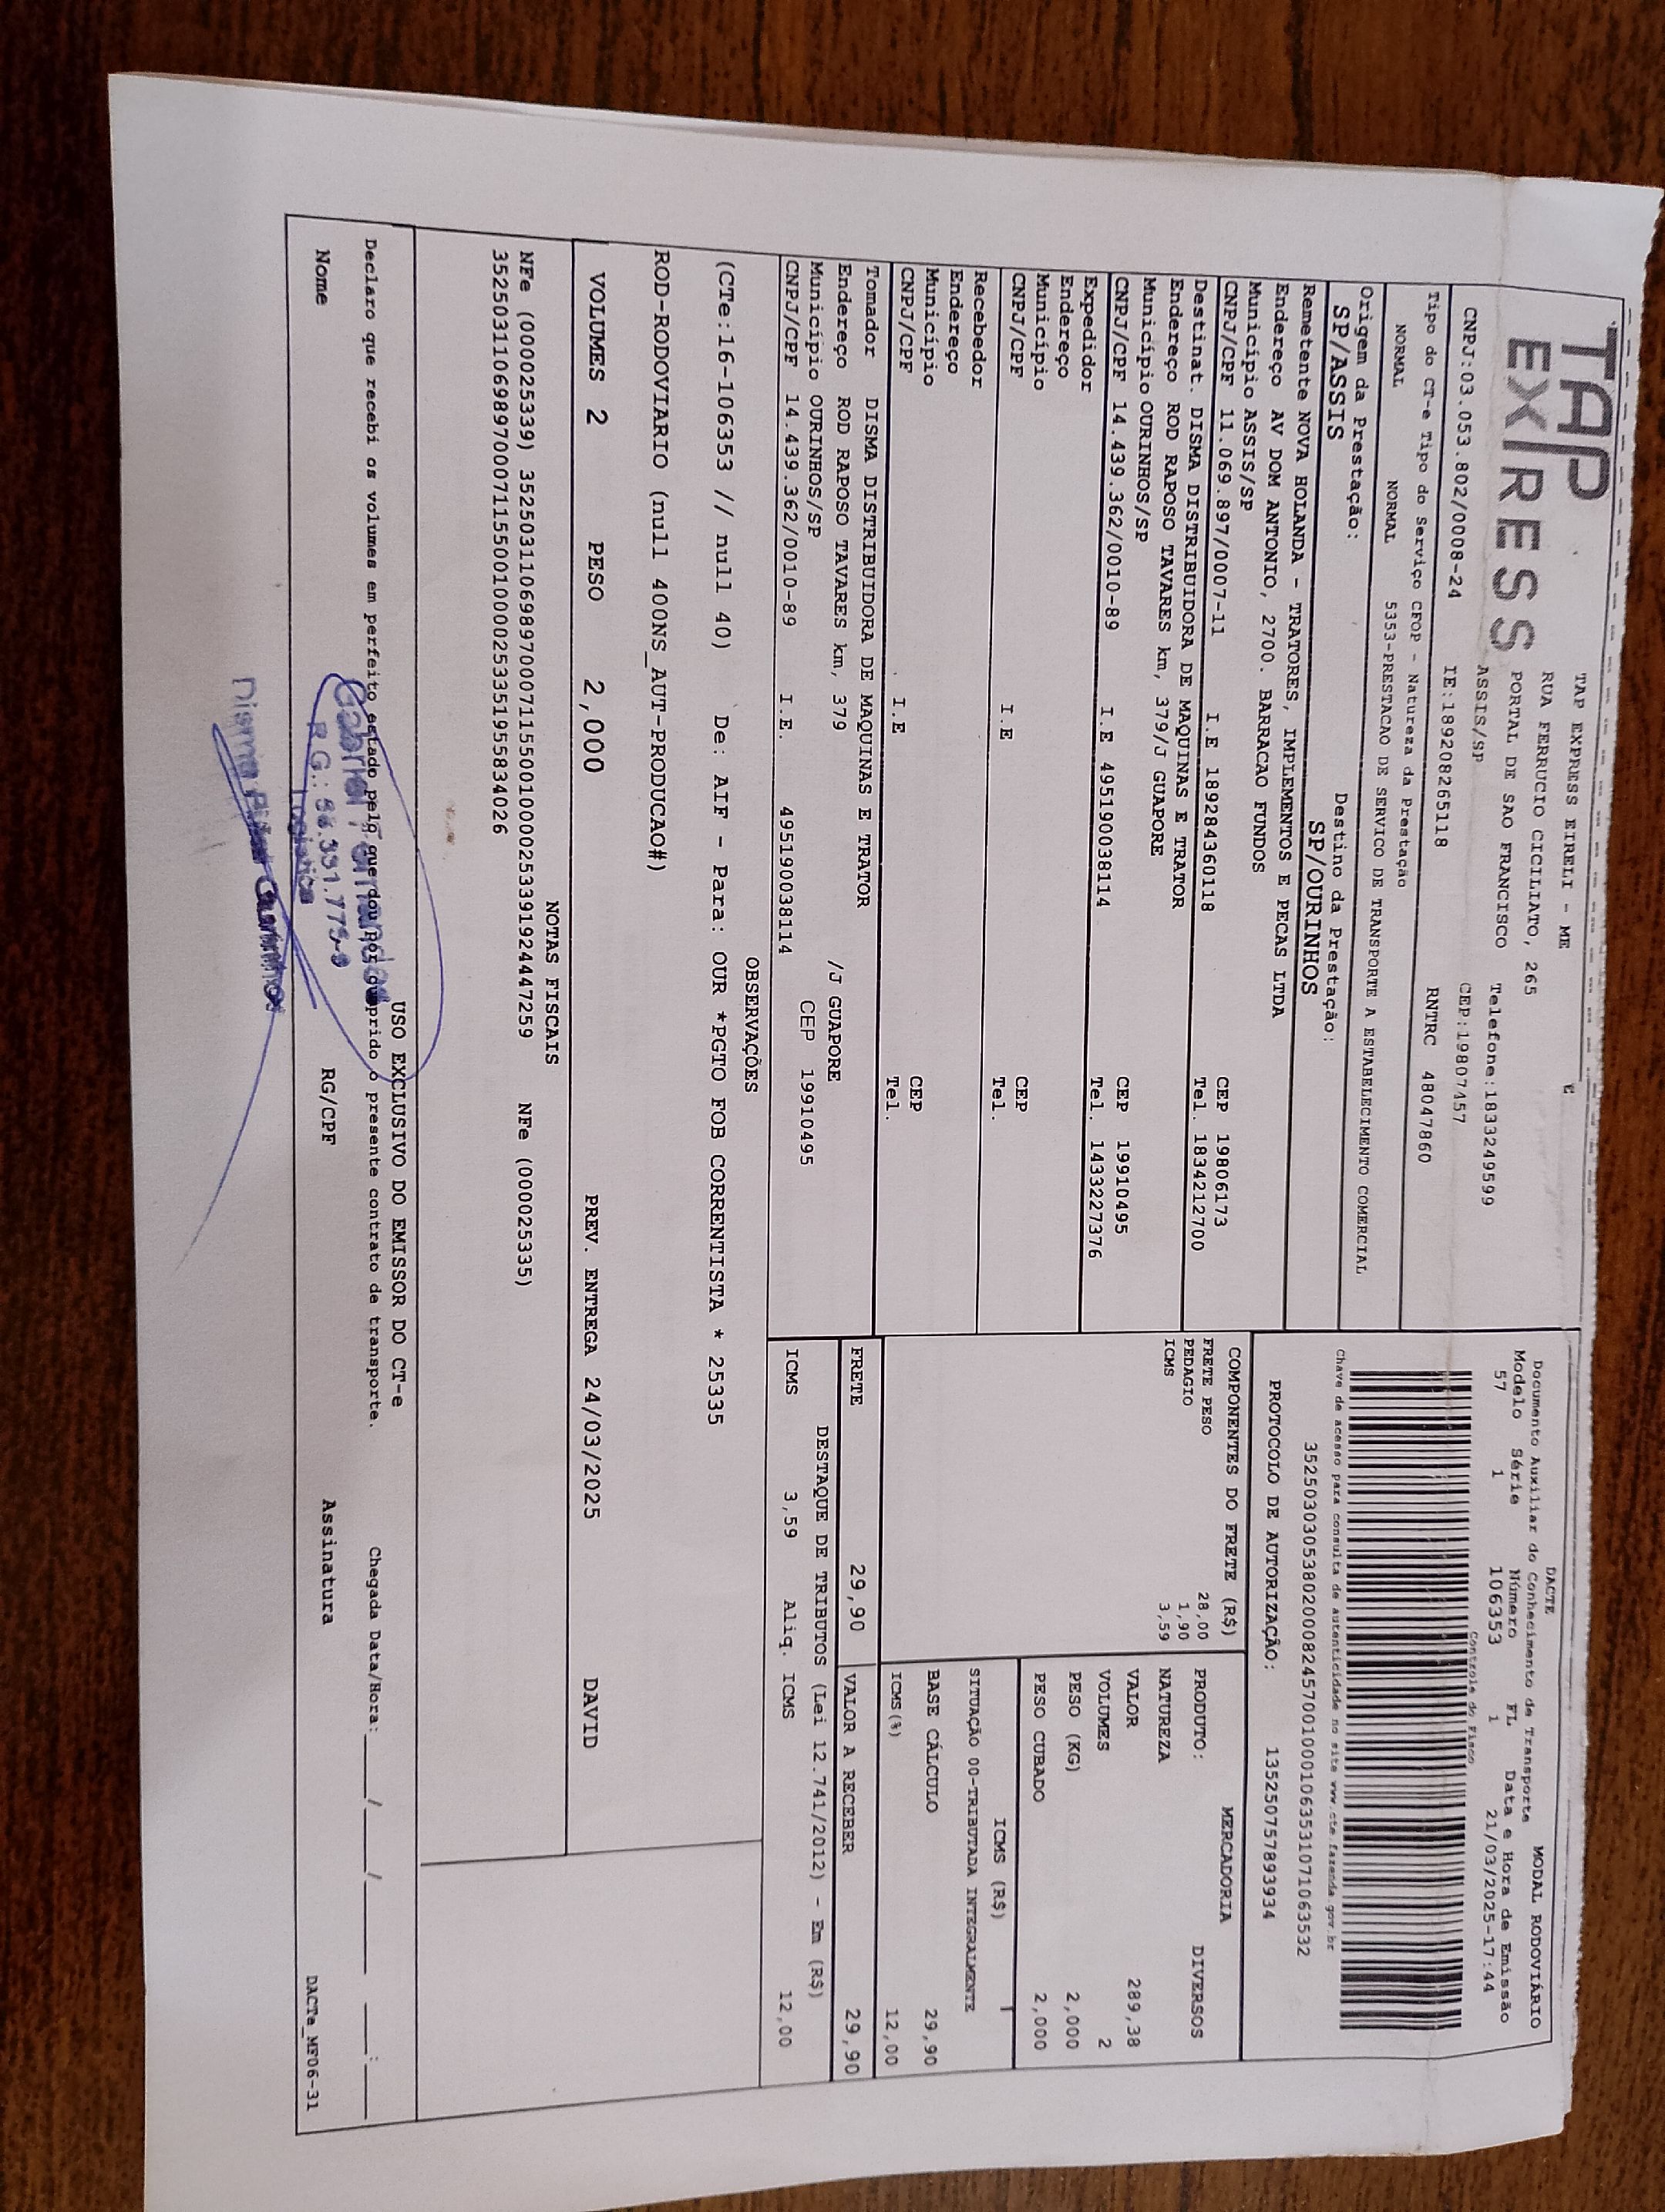 TAP
EXPRESS
TAP EXPRESS EIRELI - ME
RUA FERRUCIO CICILIATO, 265
PORTAL DE SAO FRANCISCO Telefone:1833249599
ASSIS/SP CEP:19807457
CNPJ:03.053.802/0008-24 IE:189208265118 RNTRC 48047860
Tipo do CT-e Tipo do Serviço CFOP - Natureza da Prestação
NORMAL NORMAL 5353-PRESTACAO DE SERVICO DE TRANSPORTE A ESTABELECIMENTO COMERCIAL
Origem da Prestação: Destino da Prestação:
SP/ASSIS SP/OURINHOS
DACTE MODAL RODOVIÁRIO
Documento Auxiliar do Conhecimento de Transporte
Modelo Série Número FL Data e Hora de Emissão
57 1 106353 1 21/03/2025-17:44
Controle do Fisco
Chave de acesso para consulta de autenticidade no site www.cte.fazenda.gov.br
35250303053802000824570010001063531071063532
PROTOCOLO DE AUTORIZAÇÃO: 135250757893934
Remetente NOVA HOLANDA - TRATORES, IMPLEMENTOS E PECAS LTDA
Endereço AV DOM ANTONIO, 2700. BARRACAO FUNDOS
Município ASSIS/SP CEP 19806173
CNPJ/CPF 11.069.897/0007-11 I.E 189284360118 Tel. 1834212700
Destinat. DISMA DISTRIBUIDORA DE MAQUINAS E TRATOR
Endereço ROD RAPOSO TAVARES km, 379/J GUAPORE
Município OURINHOS/SP CEP 19910495
CNPJ/CPF 14.439.362/0010-89 I.E 495190038114 Tel. 1433227376
Expedidor
Endereço
Município CEP
CNPJ/CPF I.E Tel.
Recebedor
Endereço
Município CEP
CNPJ/CPF I.E Tel.
Tomador DISMA DISTRIBUIDORA DE MAQUINAS E TRATOR
Endereço ROD RAPOSO TAVARES km, 379 /J GUAPORE
Município OURINHOS/SP CEP 19910495
CNPJ/CPF 14.439.362/0010-89 I.E. 495190038114
COMPONENTES DO FRETE (R$)
FRETE PESO 28,00
PEDAGIO 1,90
ICMS 3,59
MERCADORIA
PRODUTO: DIVERSOS
NATUREZA
VALOR 289,38
VOLUMES 2
PESO (KG) 2,000
PESO CUBADO 2,000
ICMS (R$)
SITUAÇÃO 00-TRIBUTADA INTEGRALMENTE
BASE CÁLCULO 29,90
ICMS(%) 12,00
FRETE 29,90 VALOR A RECEBER 29,90
DESTAQUE DE TRIBUTOS (Lei 12.741/2012) - Em (R$)
ICMS 3,59 Aliq. ICMS 12,00
OBSERVAÇÕES
(CTe:16-106353 // null 40) De: AIF - Para: OUR *PGTO FOB CORRENTISTA * 25335
ROD-RODOVIARIO (null 400NS_AUT-PRODUCAO#)
VOLUMES 2 PESO 2,000 PREV. ENTREGA 24/03/2025 DAVID
NOTAS FISCAIS
NFe (000025339) 35250311069897000711550010000253391924447259 NFe (000025335)
35250311069897000711550010000253351955834026
USO EXCLUSIVO DO EMISSOR DO CT-e
Declaro que recebi os volumes em perfeito estado pelo que dou por cumprido o presente contrato de transporte. Chegada Data/Hora: ____/____/____ ____:____
Nome RG/CPF Assinatura
DACTe_MF06-31
Gabriel Fernandes
Logística